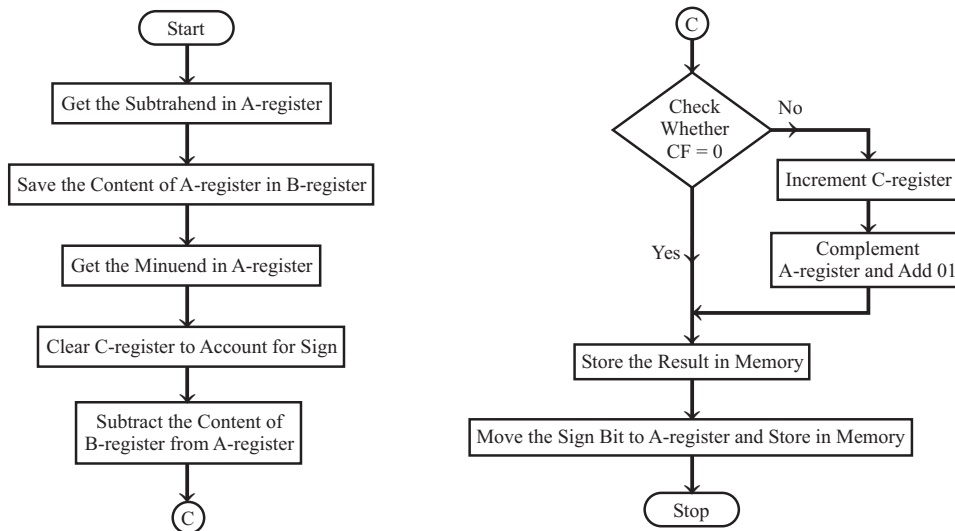 Start
Get the Subtrahend in A-register
Save the Content of A-register in B-register
Get the Minuend in A-register
Clear C-register to Account for Sign
Subtract the Content of
B-register from A-register
C
C
Check
Whether
CF = 0
No
Increment C-register
Complement
A-register and Add 01
Yes
Store the Result in Memory
Move the Sign Bit to A-register and Store in Memory
Stop